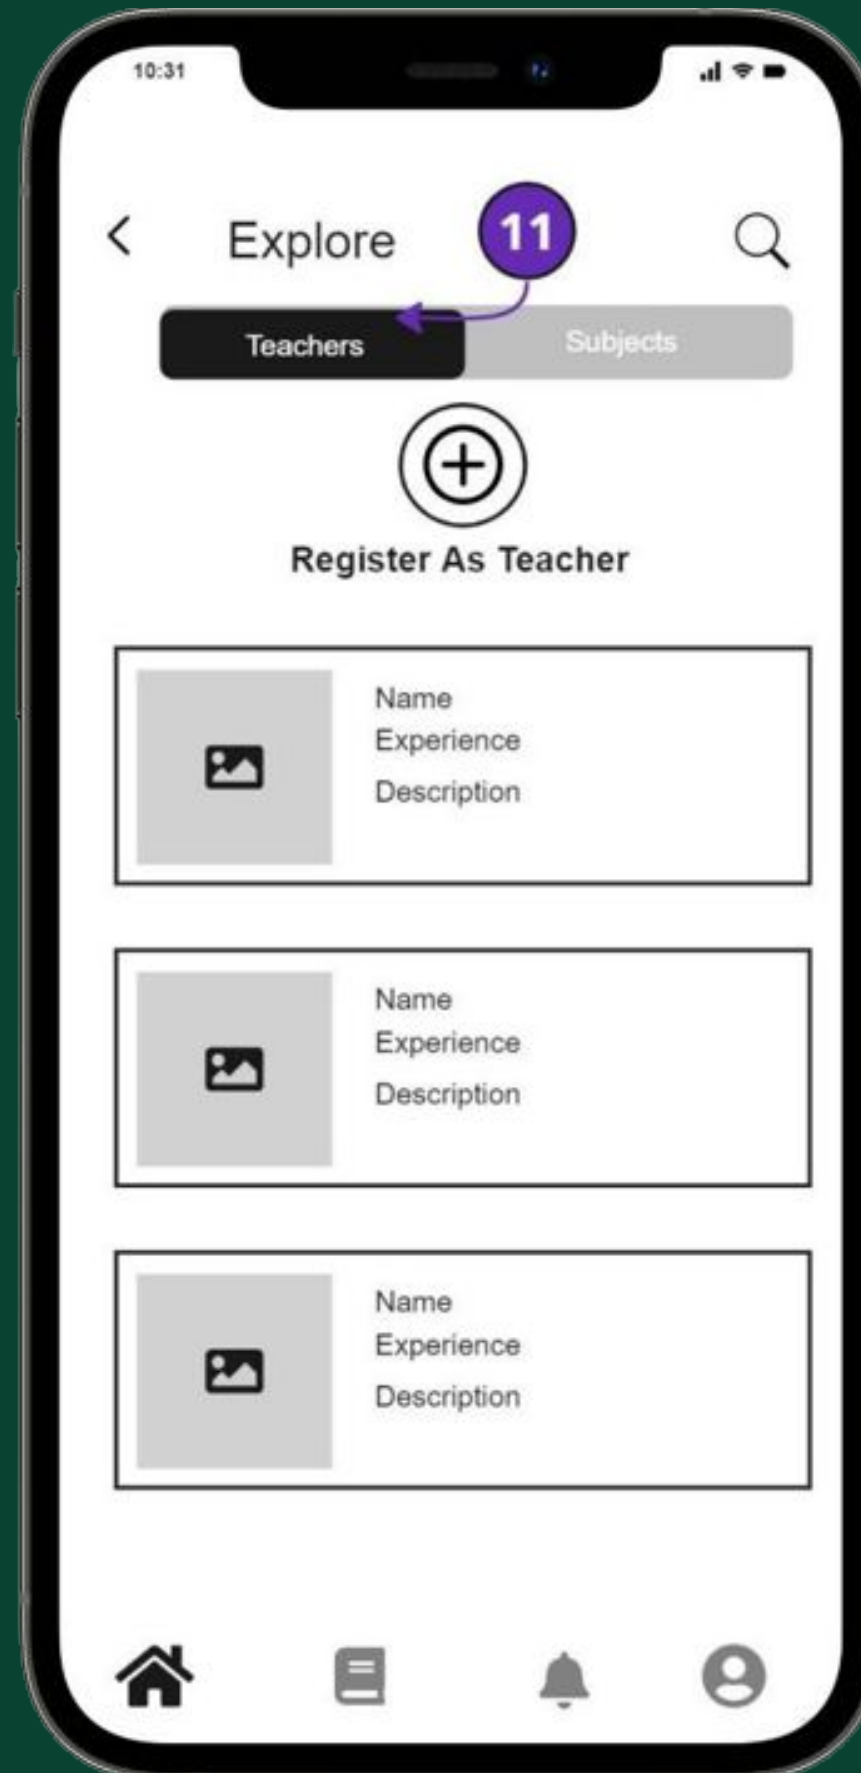 10:31
Explore
11
Teachers
Subjects
Register As Teacher
Name
Experience
Description
Name
Experience
Description
Name
Experience
Description